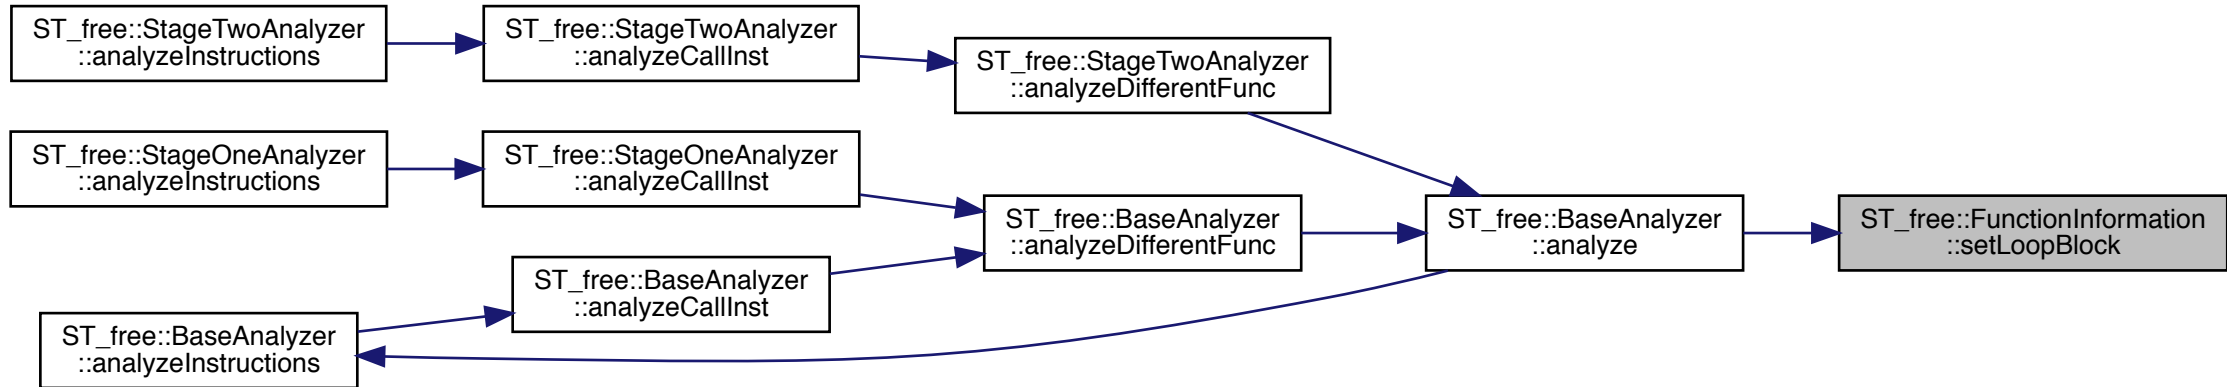 ST_free::StageTwoAnalyzer
::analyzeInstructions
ST_free::StageTwoAnalyzer
::analyzeCallInst
ST_free::StageTwoAnalyzer
::analyzeDifferentFunc
ST_free::StageOneAnalyzer
::analyzeInstructions
ST_free::StageOneAnalyzer
::analyzeCallInst
ST_free::BaseAnalyzer
::analyzeDifferentFunc
ST_free::BaseAnalyzer
::analyze
ST_free::FunctionInformation
::setLoopBlock
ST_free::BaseAnalyzer
::analyzeCallInst
ST_free::BaseAnalyzer
::analyzeInstructions